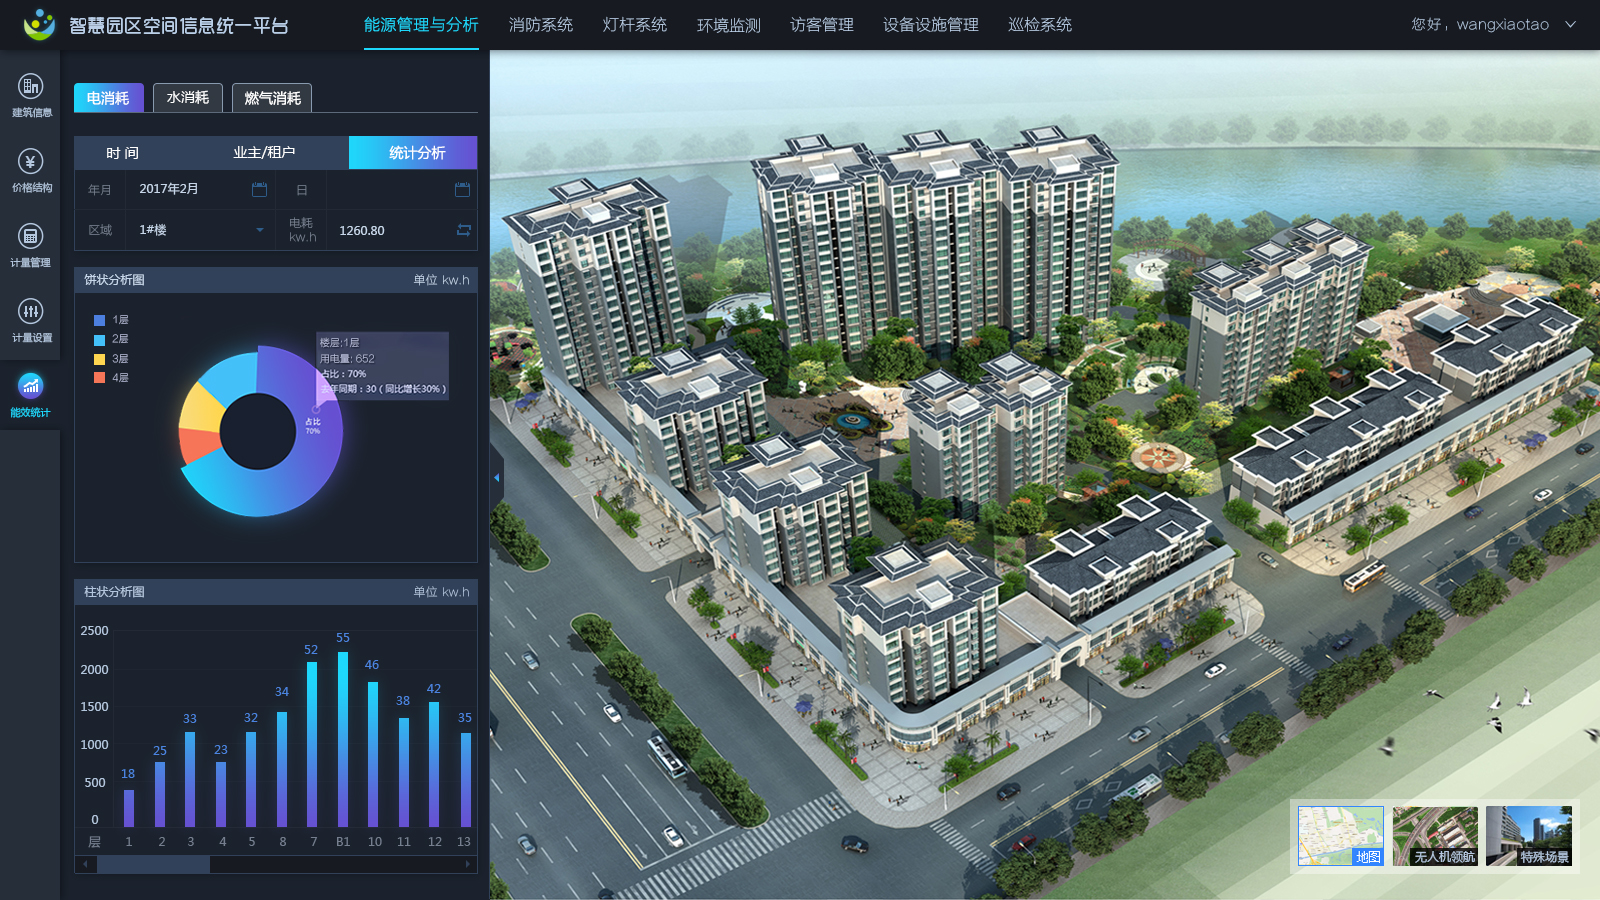 智慧园区空间信息统一平台
能源管理与分析 消防系统 灯杆系统 环境监测 访客管理 设备设施管理 巡检系统
您好，wangxiaotao
建筑信息
价格结构
计量管理
计量设置
能效统计
电消耗 水消耗 燃气消耗
时 间 业主/租户 统计分析
年月 2017年2月 日
区域 1#楼 电耗 kw.h 1260.80
饼状分析图 单位 kw.h
1层
2层
3层
4层
楼层:1层
用电量: 652
占比 : 70%
去年同期 : 30 ( 同比增长30% )
占比
70%
柱状分析图 单位 kw.h
2500
2000
1500
1000
500
0
18 25 33 23 32 34 52 55 46 38 42 35
层 1 2 3 4 5 8 7 B1 10 11 12 13
地图 无人机领航 特殊场景